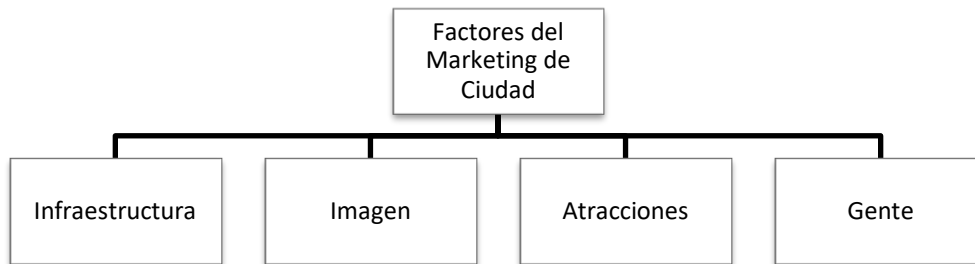 Factores del
Marketing de
Ciudad
Infraestructura
Imagen
Atracciones
Gente